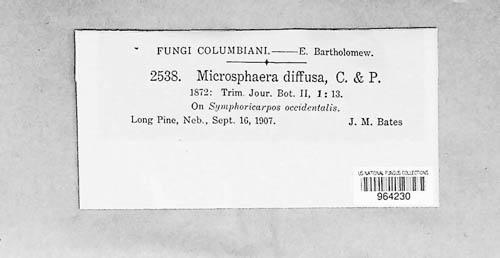 FUNGI COLUMBIANI.—E. Bartholomew.
2538. Microsphaera diffusa, C. & P.
1872: Trim. Jour. Bot. II, 1: 13.
On Symphoricarpos occidentalis.
Long Pine, Neb., Sept. 16, 1907. J. M. Bates
US NATIONAL FUNGUS COLLECTIONS
964230